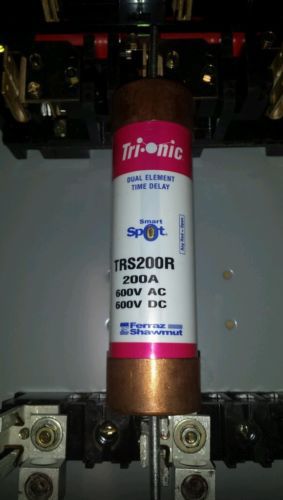 Tri-onic
DUAL ELEMENT
TIME DELAY
Smart
Spot
TRS200R
200A
600V AC
600V DC
Ferraz
Shawmut